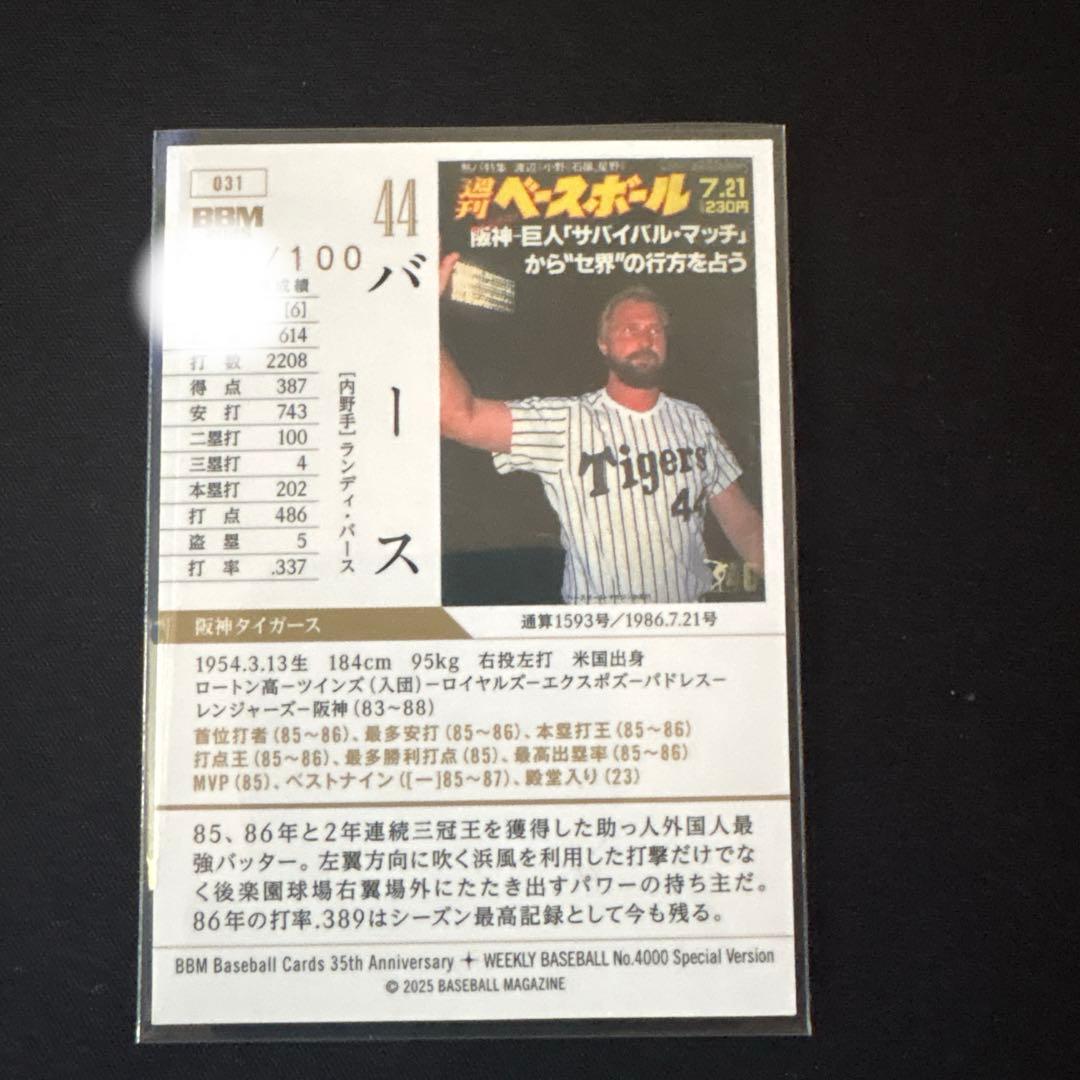 031
BBM
/100
成績
[6]
614
打数 2208
得点 387
安打 743
二塁打 100
三塁打 4
本塁打 202
打点 486
盗塁 5
打率 .337
44
バース
[内野手]ランディ・バース
週刊ベースボール
7.21
230円
阪神-巨人「サバイバル・マッチ」
から“セ界”の行方を占う
Tigers
44
阪神タイガース
通算1593号/1986.7.21号
1954.3.13生 184cm 95kg 右投左打 米国出身
ロートン高-ツインズ(入団)-ロイヤルズ-エクスポズ-パドレス-
レンジャーズ-阪神(83~88)
首位打者(85~86)、最多安打(85~86)、本塁打王(85~86)
打点王(85~86)、最多勝利打点(85)、最高出塁率(85~86)
MVP(85)、ベストナイン([一]85~87)、殿堂入り(23)
85、86年と2年連続三冠王を獲得した助っ人外国人最
強バッター。左翼方向に吹く浜風を利用した打撃だけでな
く後楽園球場右翼場外にたたき出すパワーの持ち主だ。
86年の打率.389はシーズン最高記録として今も残る。
BBM Baseball Cards 35th Anniversary ✦ WEEKLY BASEBALL No.4000 Special Version
© 2025 BASEBALL MAGAZINE